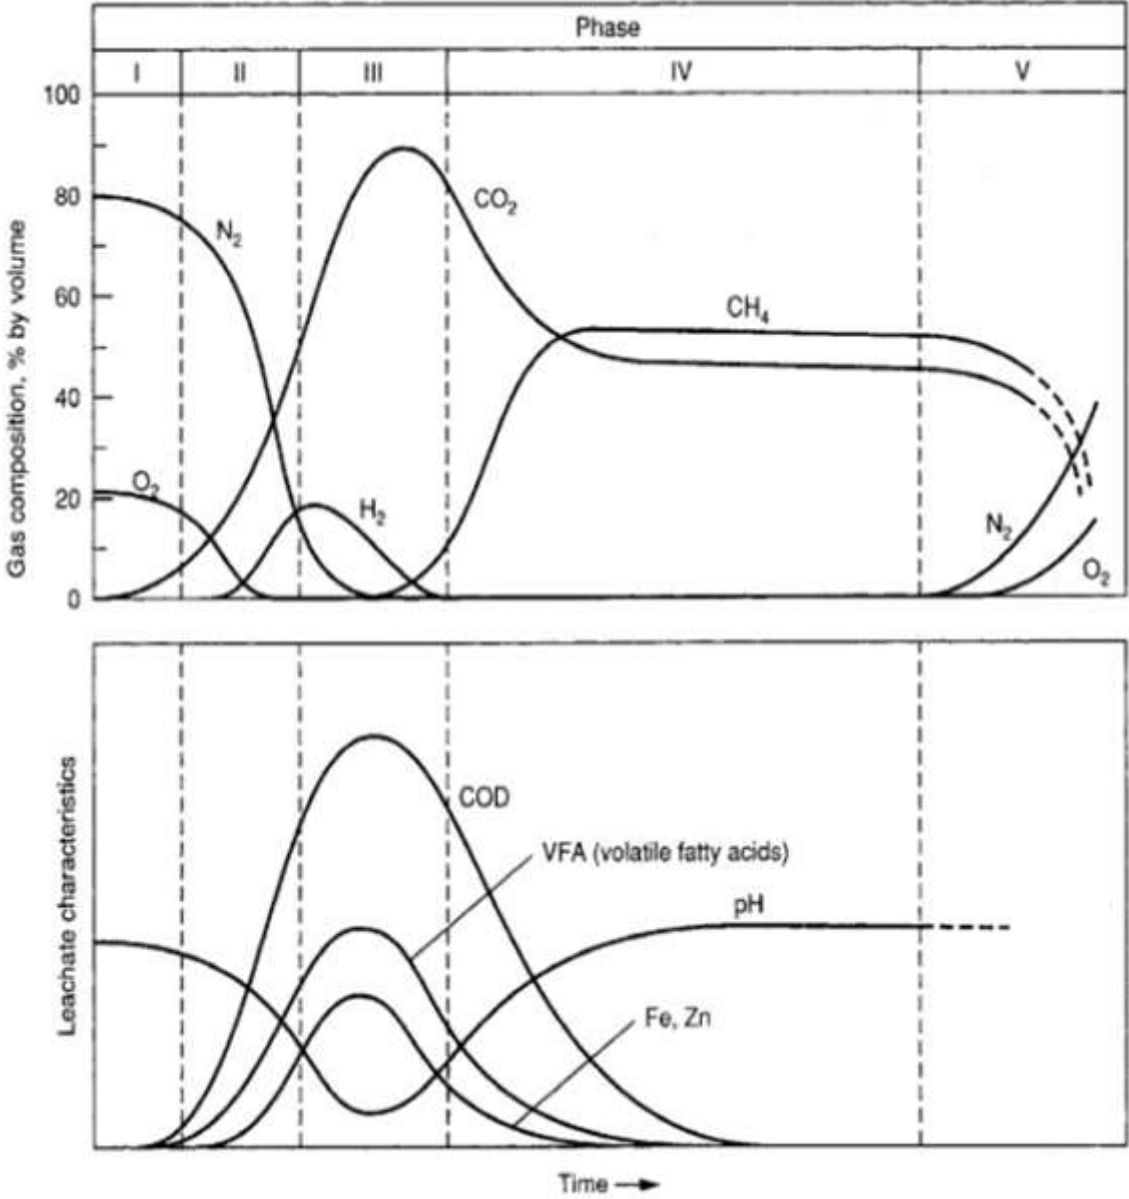 Phase
I II III IV V
100
80
60
40
20
0
Gas composition, % by volume
N₂
O₂
H₂
CO₂
CH₄
N₂
O₂
Leachate characteristics
COD
VFA (volatile fatty acids)
pH
Fe, Zn
Time